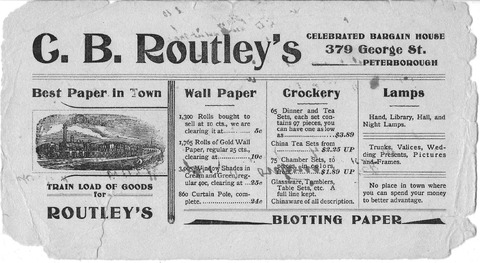 G. B. Routley's
CELEBRATED BARGAIN HOUSE
379 George St.
PETERBOROUGH
Best Paper in Town
TRAIN LOAD OF GOODS
for
ROUTLEY'S
Wall Paper
1,300 Rolls bought to
sell at 10 cts., we are
clearing it at 5c
1,765 Rolls of Gold Wall
Paper, regular 25 cts.,
clearing at 10c
Window Shades in
Cream and Green, regular
40c, clearing at 25c
860 Curtain Pole, complete 24c
Crockery
65 Dinner and Tea
Sets, each set contains
97 pieces, you
can have one as
low as $3.89
China Tea Sets from
$2.25 UP
75 Chamber Sets, 10
pieces, six colors,
$1.89 UP
Glassware, Tumblers,
Table Sets, etc. A
full line kept.
Chinaware of all description.
Lamps
Hand, Library, Hall, and
Night Lamps.
Trunks, Valices, Wedding
Presents, Pictures
and Frames.
No place in town where
you can spend your money
to better advantage.
BLOTTING PAPER